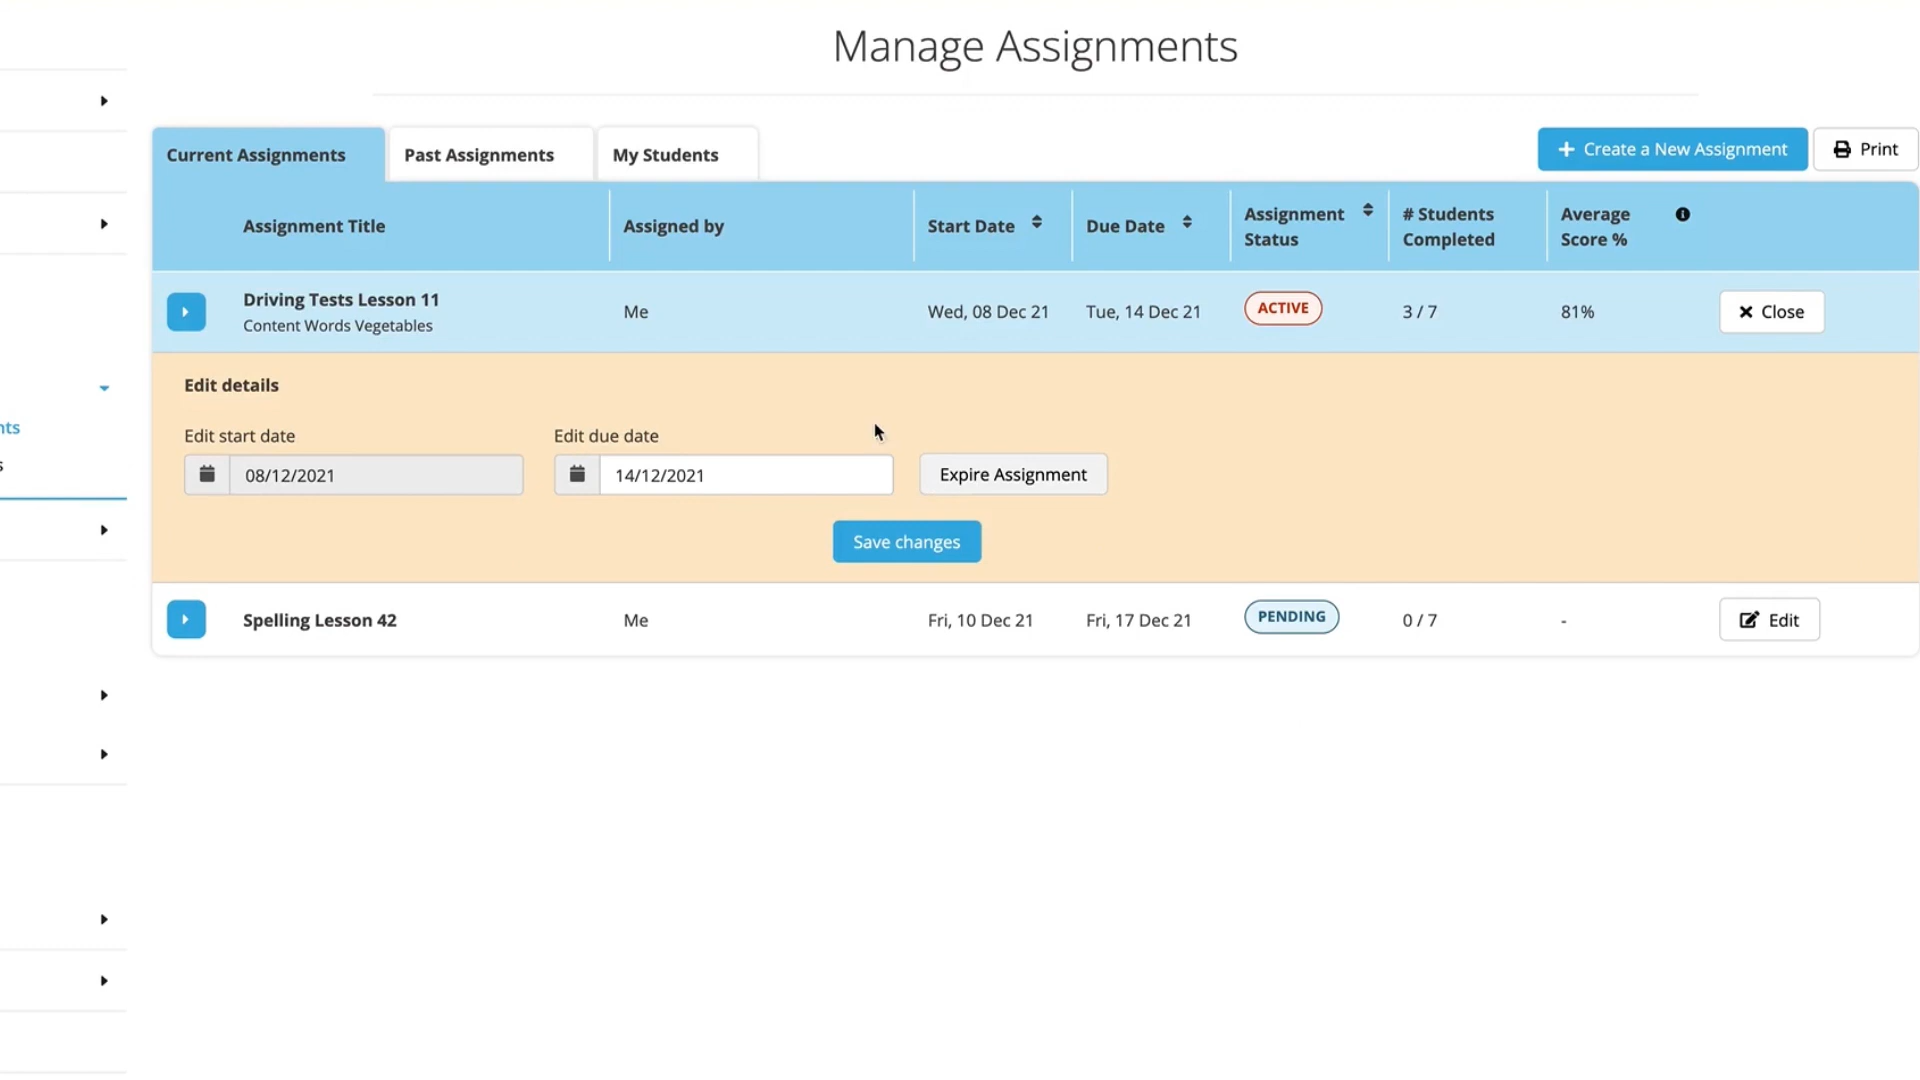 Manage Assignments
Current Assignments
Past Assignments
My Students
Create a New Assignment
Print
Assignment Title
Assigned by
Start Date
Due Date
Assignment
Status
# Students
Completed
Average
Score %
Driving Tests Lesson 11
Content Words Vegetables
Me
Wed, 08 Dec 21
Tue, 14 Dec 21
ACTIVE
3 / 7
81%
Close
Edit details
nts
Edit start date
Edit due date
s
08/12/2021
14/12/2021
Expire Assignment
Save changes
Spelling Lesson 42
Me
Fri, 10 Dec 21
Fri, 17 Dec 21
PENDING
0 / 7
-
Edit